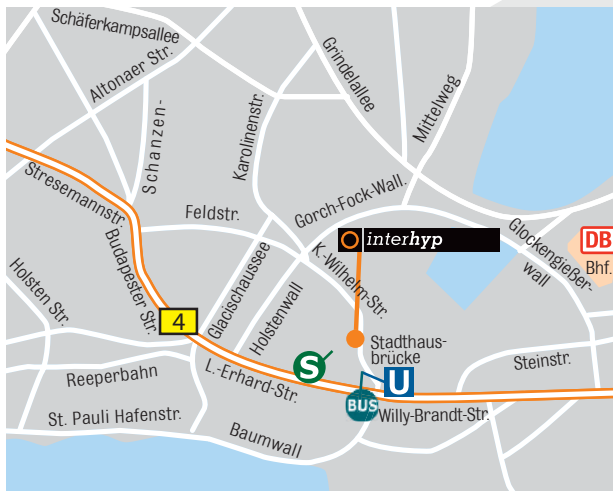 Schäferkampsallee
Altonaer Str.
Schanzen-
Karolinenstr.
Grindelallee
Mittelweg
Stresemannstr.
Feldstr.
Gorch-Fock-Wall.
Budapester Str.
Glacischaussee
interhyp
K.-Wilhelm-Str.
Glockengießer-
wall
DB
Bhf.
Holsten Str.
4
Holstenwall
Stadthaus-
brücke
Steinstr.
Reeperbahn
L.-Erhard-Str.
S
U
BUS
St. Pauli Hafenstr.
Willy-Brandt-Str.
Baumwall